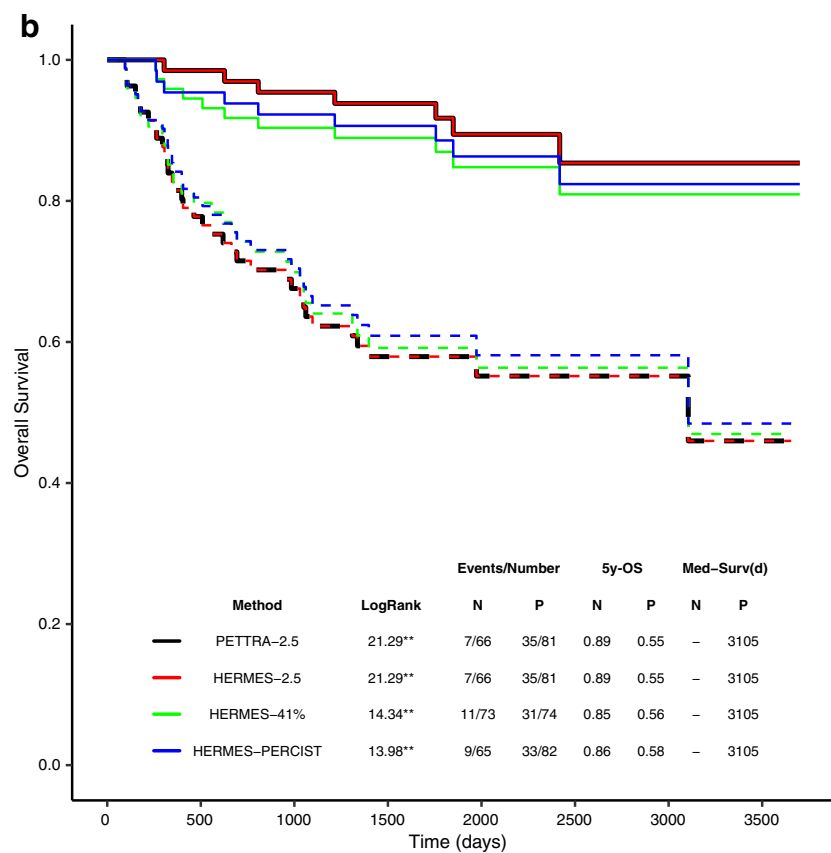 b
1.0
0.8
0.6
0.4
0.2
0.0
Overall Survival
Events/Number 5y-OS Med-Surv(d)
Method LogRank N P N P N P
PETTRA-2.5 21.29** 7/66 35/81 0.89 0.55 – 3105
HERMES-2.5 21.29** 7/66 35/81 0.89 0.55 – 3105
HERMES-41% 14.34** 11/73 31/74 0.85 0.56 – 3105
HERMES-PERCIST 13.98** 9/65 33/82 0.86 0.58 – 3105
0 500 1000 1500 2000 2500 3000 3500
Time (days)